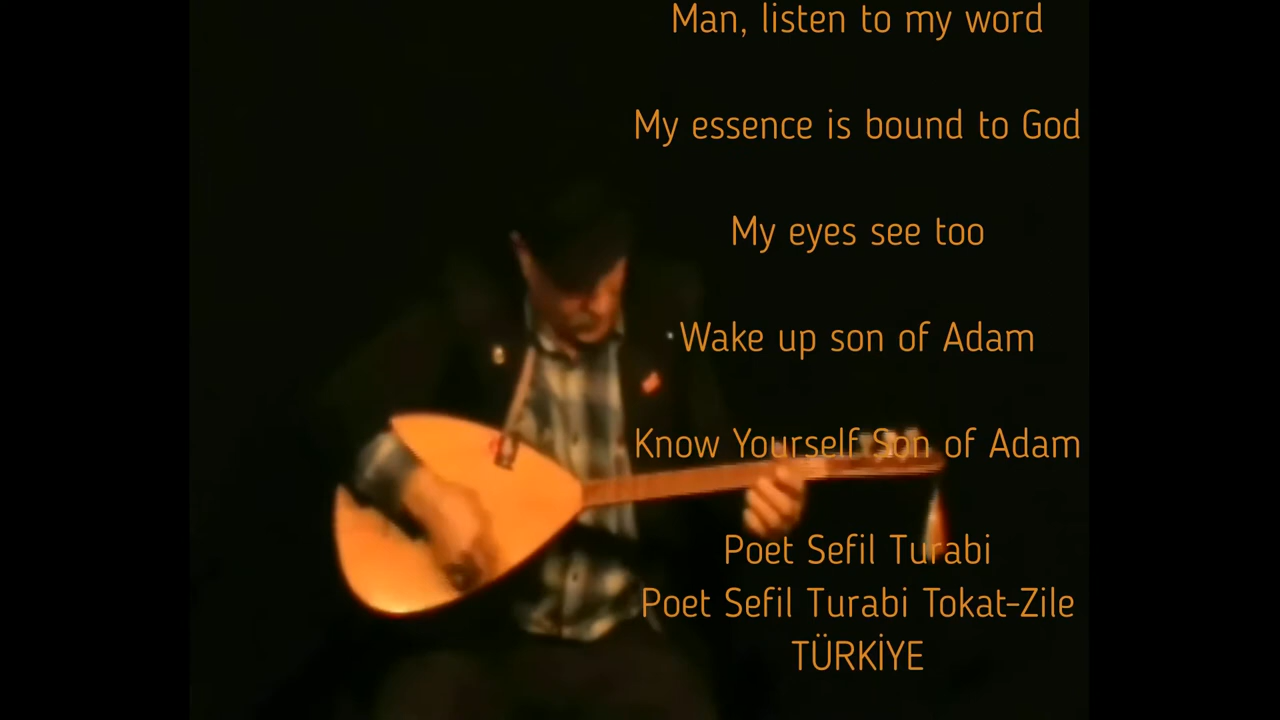 Man, listen to my word
My essence is bound to God
My eyes see too
Wake up son of Adam
Know Yourself Son of Adam
Poet Sefil Turabi
Poet Sefil Turabi Tokat-Zile
TÜRKİYE